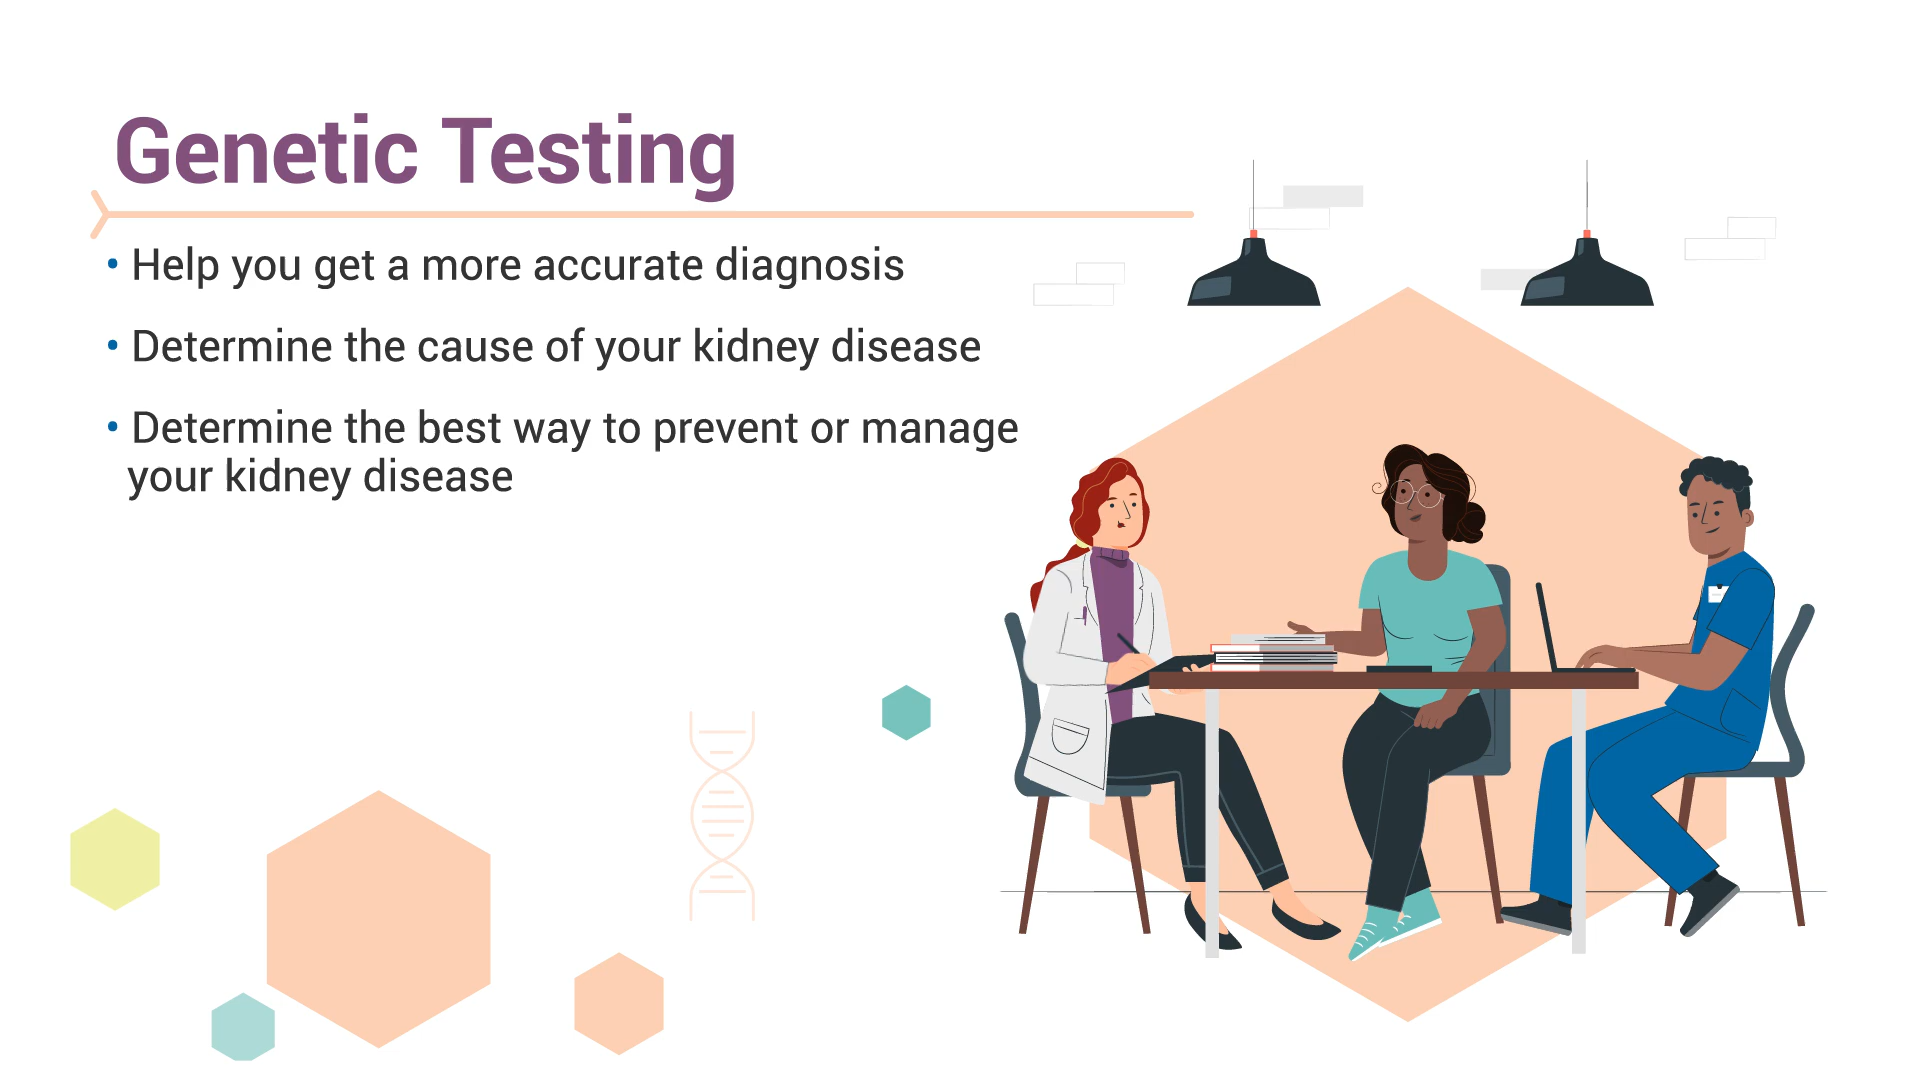 Genetic Testing
• Help you get a more accurate diagnosis
• Determine the cause of your kidney disease
• Determine the best way to prevent or manage
your kidney disease